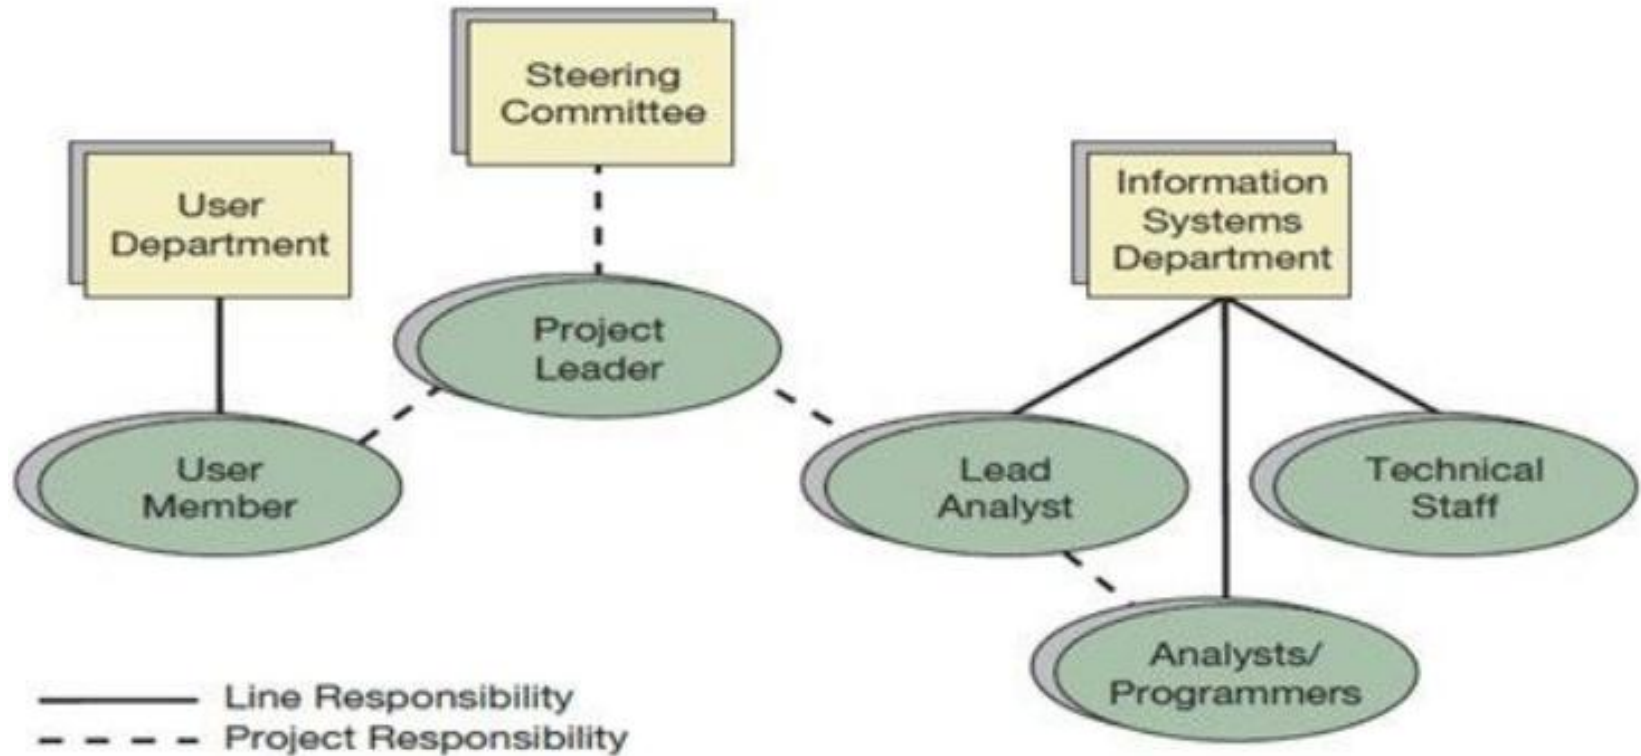 Steering
Committee
User
Department
Information
Systems
Department
Project
Leader
User
Member
Lead
Analyst
Technical
Staff
Analysts/
Programmers
Line Responsibility
Project Responsibility